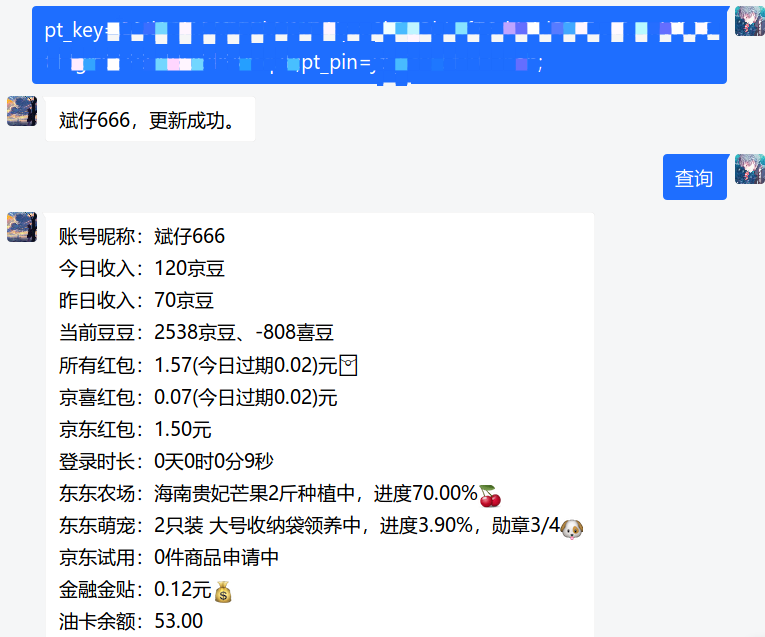 pt_key=
pt_pin=
;
斌仔666，更新成功。
查询
账号昵称：斌仔666
今日收入：120京豆
昨日收入：70京豆
当前豆豆：2538京豆、-808喜豆
所有红包：1.57(今日过期0.02)元
京喜红包：0.07(今日过期0.02)元
京东红包：1.50元
登录时长：0天0时0分9秒
东东农场：海南贵妃芒果2斤种植中，进度70.00%🍒
东东萌宠：2只装 大号收纳袋领养中，进度3.90%，勋章3/4🐶
京东试用：0件商品申请中
金融金贴：0.12元💰
油卡余额：53.00